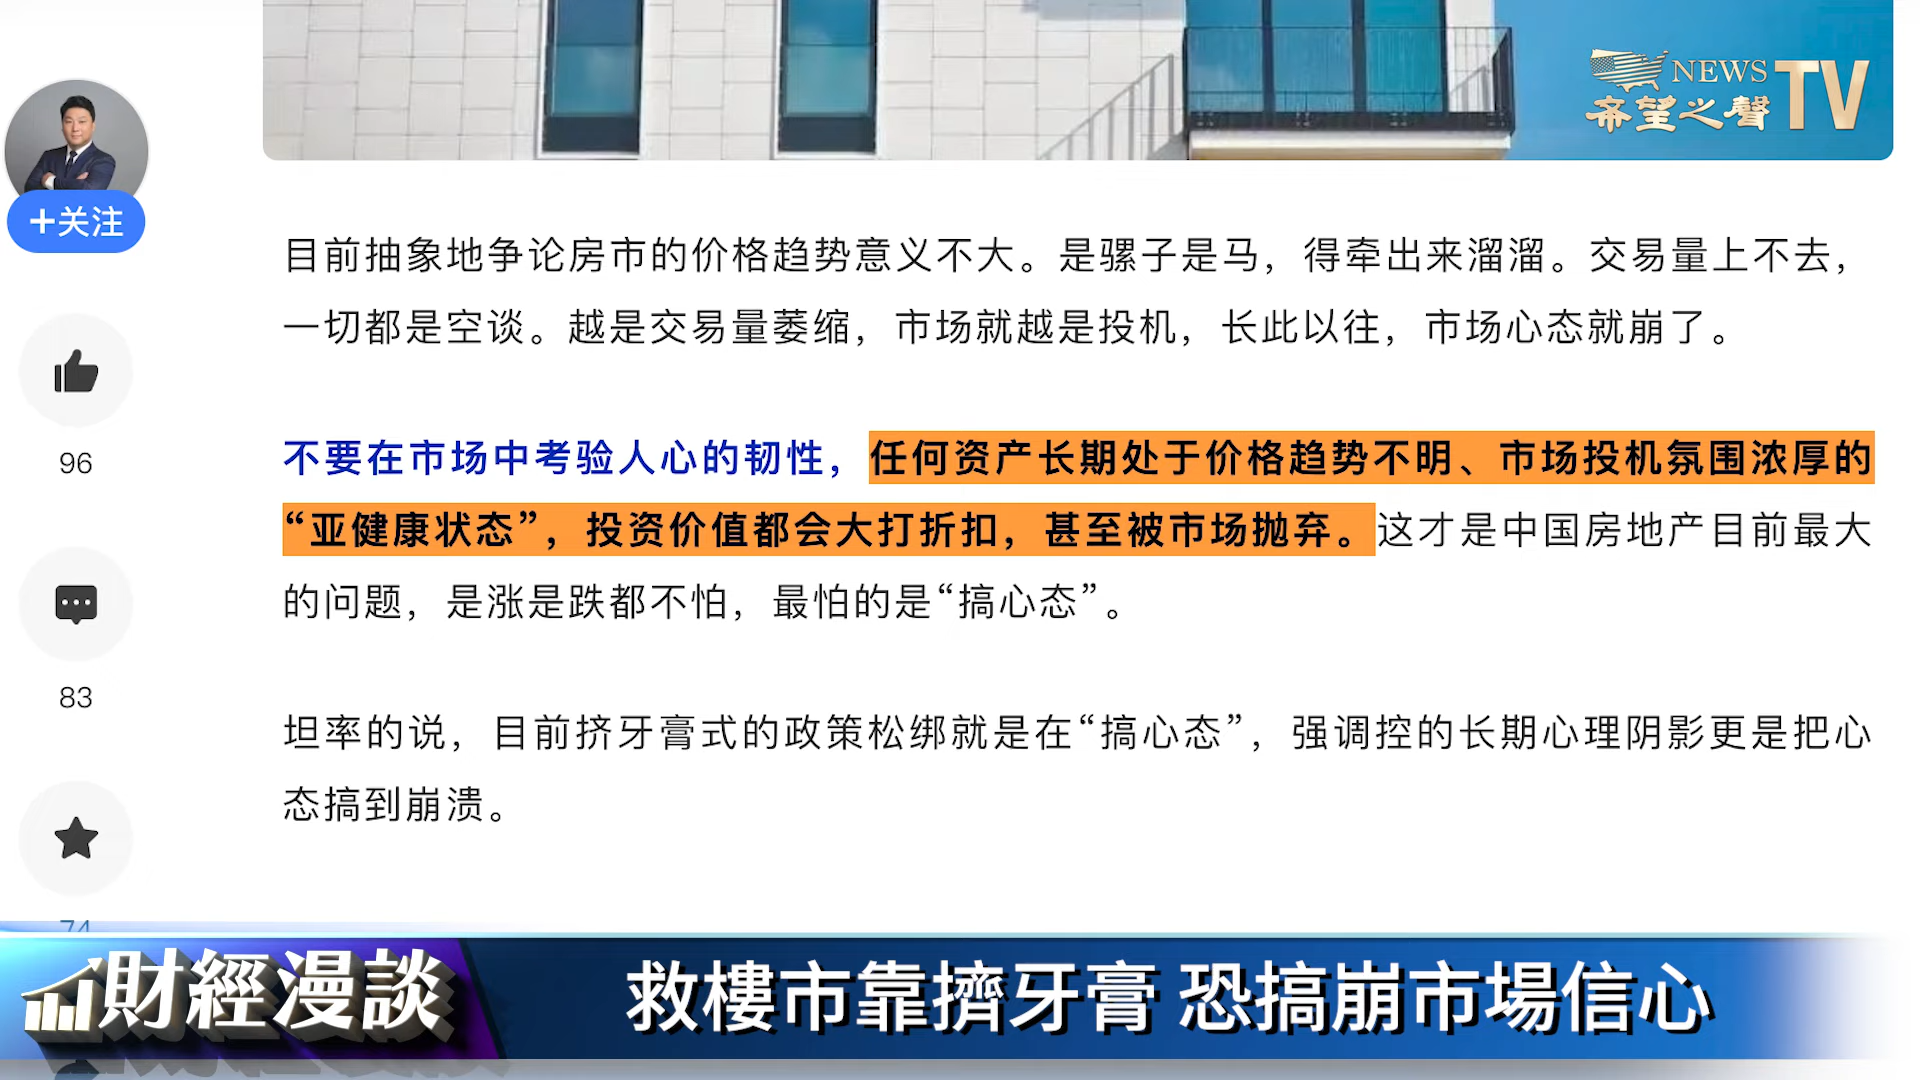 NEWS
希望之聲
TV
+关注
目前抽象地争论房市的价格趋势意义不大。是骡子是马，得牵出来溜溜。交易量上不去，
一切都是空谈。越是交易量萎缩，市场就越是投机，长此以往，市场心态就崩了。
96
不要在市场中考验人心的韧性，任何资产长期处于价格趋势不明、市场投机氛围浓厚的
“亚健康状态”，投资价值都会大打折扣，甚至被市场抛弃。这才是中国房地产目前最大
的问题，是涨是跌都不怕，最怕的是“搞心态”。
83
坦率的说，目前挤牙膏式的政策松绑就是在“搞心态”，强调控的长期心理阴影更是把心
态搞到崩溃。
74
財經漫談
救樓市靠擠牙膏 恐搞崩市場信心